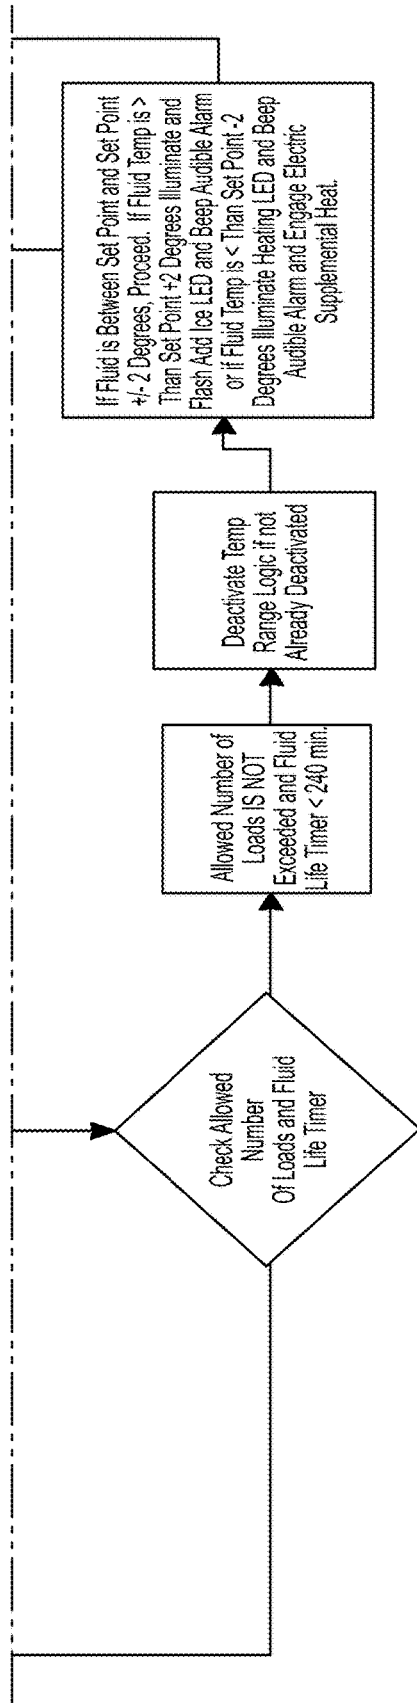 Check Allowed
Number
Of Loads and Fluid
Life Timer
Allowed Number of
Loads IS NOT
Exceeded and Fluid
Life Timer < 240 min.
Deactivate Temp
Range Logic if not
Already Deactivated
If Fluid is Between Set Point and Set Point
+/- 2 Degrees, Proceed. If Fluid Temp is >
Than Set Point +2 Degrees Illuminate and
Flash Add Ice LED and Beep Audible Alarm
or if Fluid Temp is < Than Set Point -2
Degrees Illuminate Heating LED and Beep
Audible Alarm and Engage Electric
Supplemental Heat.